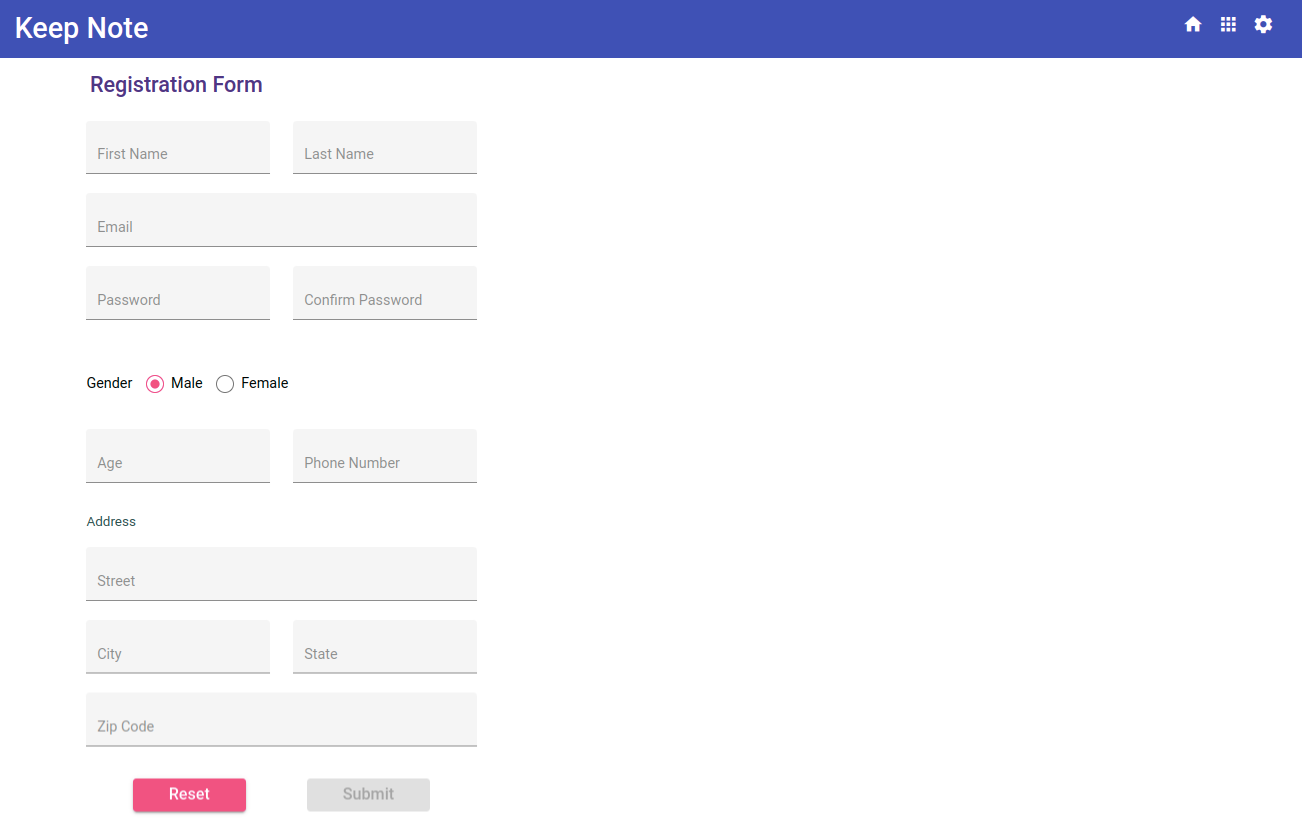 Keep Note
Registration Form
First Name Last Name
Email
Password Confirm Password
Gender Male Female
Age Phone Number
Address
Street
City State
Zip Code
Reset Submit